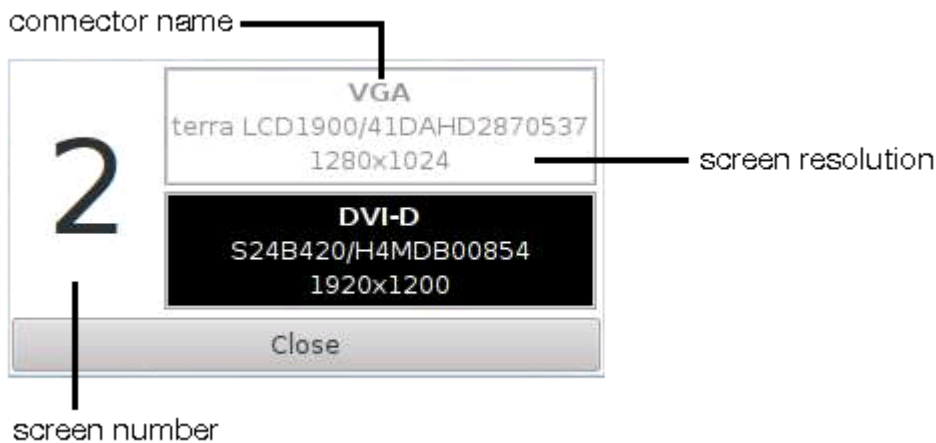 connector name
VGA
terra LCD1900/41DAHD2870537
1280x1024
screen resolution
2
DVI-D
S24B420/H4MDB00854
1920x1200
Close
screen number